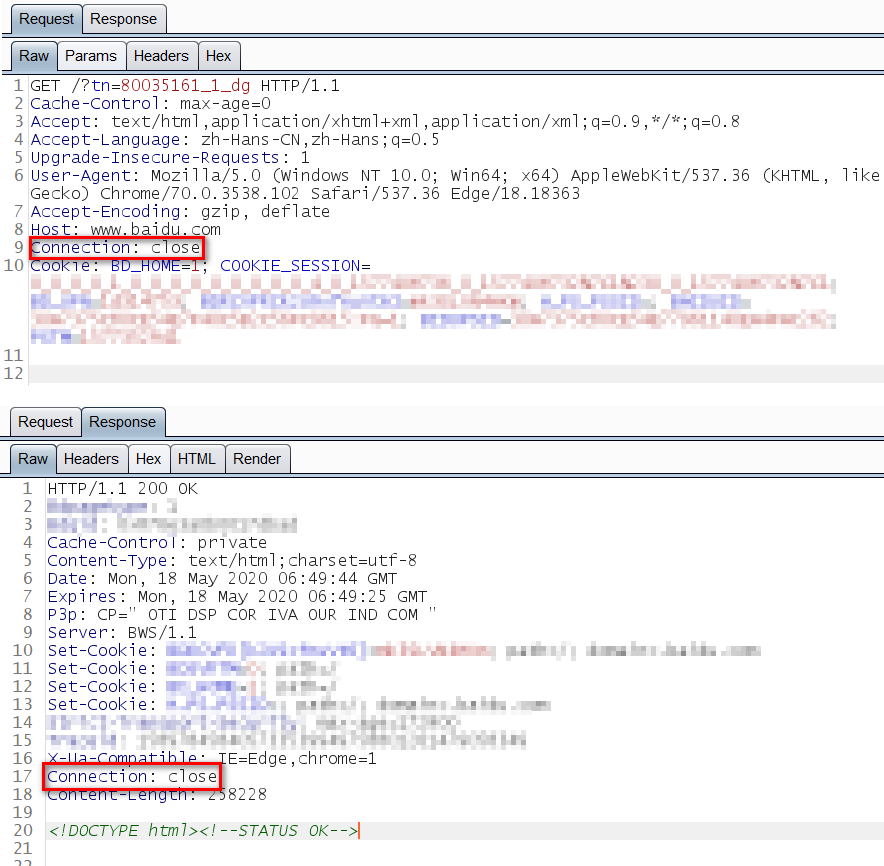 Request Response
Raw Params Headers Hex
1 GET /?tn=80035161_1_dg HTTP/1.1
2 Cache-Control: max-age=0
3 Accept: text/html,application/xhtml+xml,application/xml;q=0.9,*/*;q=0.8
4 Accept-Language: zh-Hans-CN,zh-Hans;q=0.5
5 Upgrade-Insecure-Requests: 1
6 User-Agent: Mozilla/5.0 (Windows NT 10.0; Win64; x64) AppleWebKit/537.36 (KHTML, like
Gecko) Chrome/70.0.3538.102 Safari/537.36 Edge/18.18363
7 Accept-Encoding: gzip, deflate
8 Host: www.baidu.com
9 Connection: close
10 Cookie: BD_HOME=1; COOKIE_SESSION=
11
12
Request Response
Raw Headers Hex HTML Render
1 HTTP/1.1 200 OK
2
3
4 Cache-Control: private
5 Content-Type: text/html;charset=utf-8
6 Date: Mon, 18 May 2020 06:49:44 GMT
7 Expires: Mon, 18 May 2020 06:49:25 GMT
8 P3p: CP=" OTI DSP COR IVA OUR IND COM "
9 Server: BWS/1.1
10 Set-Cookie:
11 Set-Cookie:
12 Set-Cookie:
13 Set-Cookie:
14
15
16 X-Ua-Compatible: IE=Edge,chrome=1
17 Connection: close
18 Content-Length: 258228
19
20 <!DOCTYPE html><!--STATUS OK-->
21
22